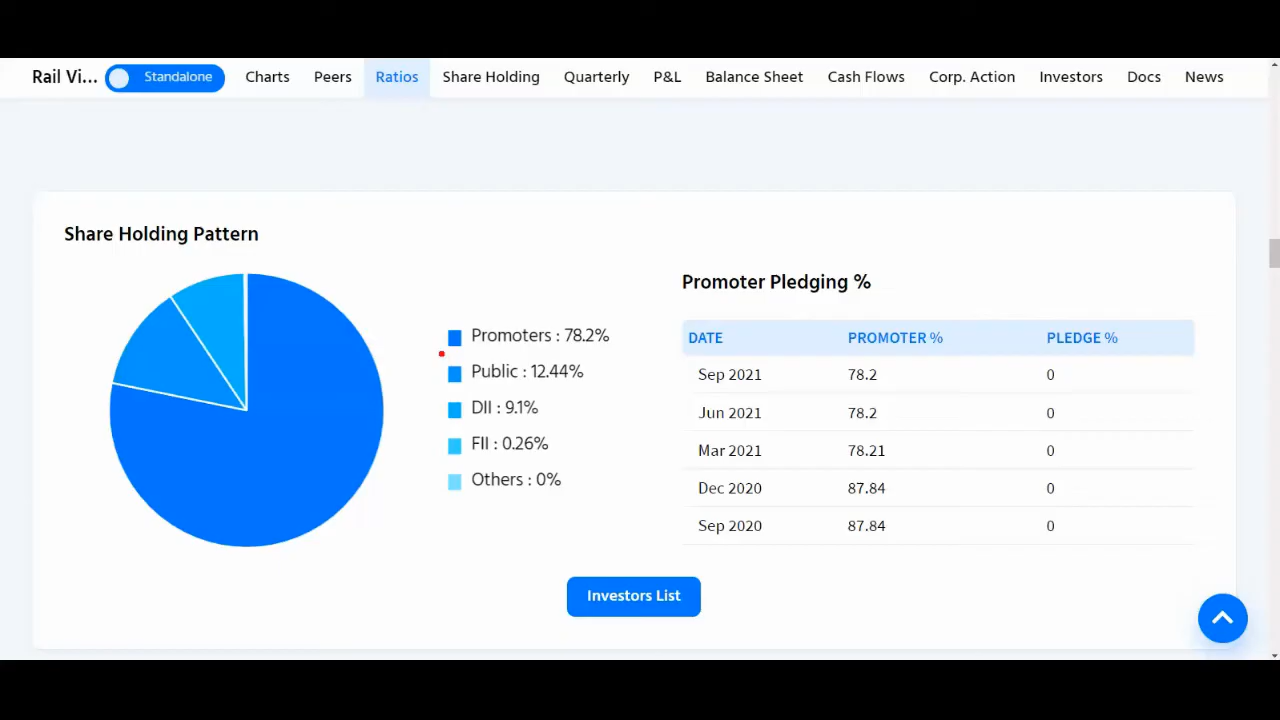 Rail Vi... Standalone Charts Peers Ratios Share Holding Quarterly P&L Balance Sheet Cash Flows Corp. Action Investors Docs News
Share Holding Pattern
Promoters : 78.2%
Public : 12.44%
DII : 9.1%
FII : 0.26%
Others : 0%
Promoter Pledging %
DATE PROMOTER % PLEDGE %
Sep 2021 78.2 0
Jun 2021 78.2 0
Mar 2021 78.21 0
Dec 2020 87.84 0
Sep 2020 87.84 0
Investors List